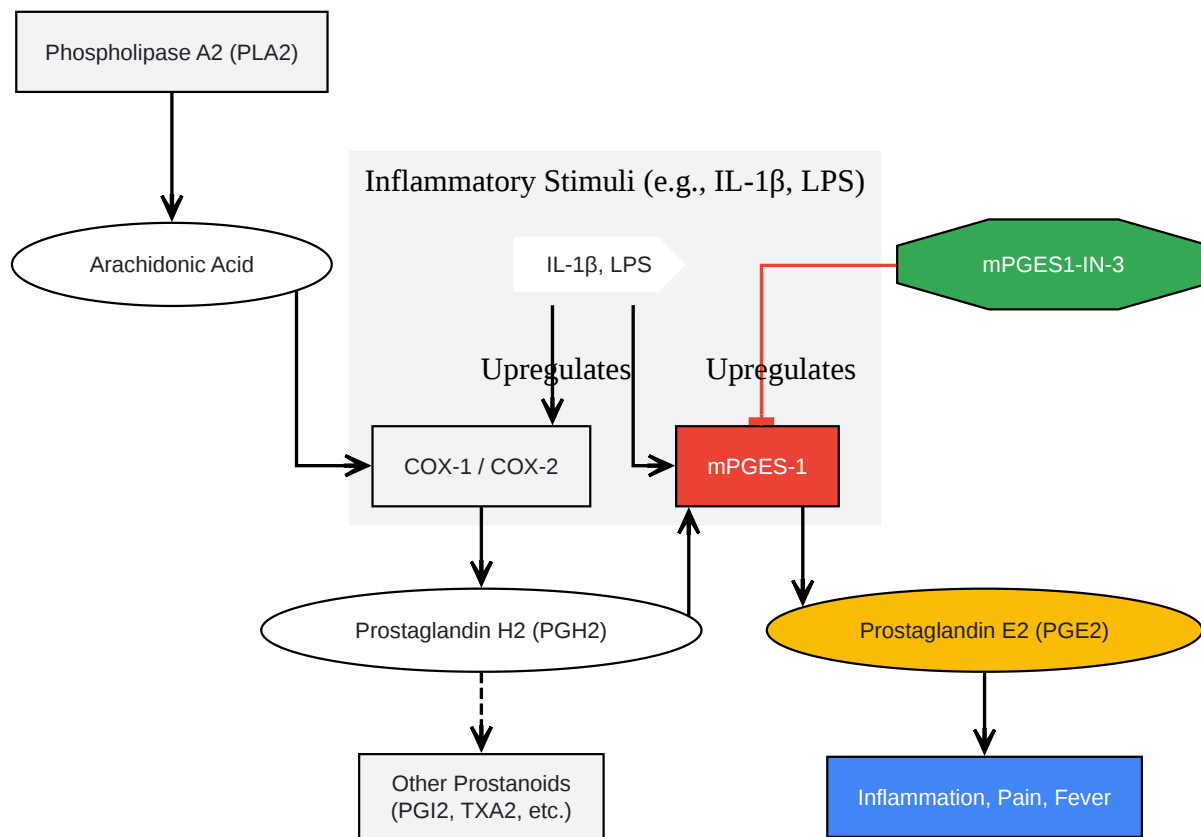 Phospholipase A2 (PLA2)
Inflammatory Stimuli (e.g., IL-1β, LPS)
Arachidonic Acid
IL-1β, LPS
mPGES1-IN-3
Upregulates
Upregulates
COX-1 / COX-2
mPGES-1
Prostaglandin H2 (PGH2)
Prostaglandin E2 (PGE2)
Other Prostanoids
(PGI2, TXA2, etc.)
Inflammation, Pain, Fever